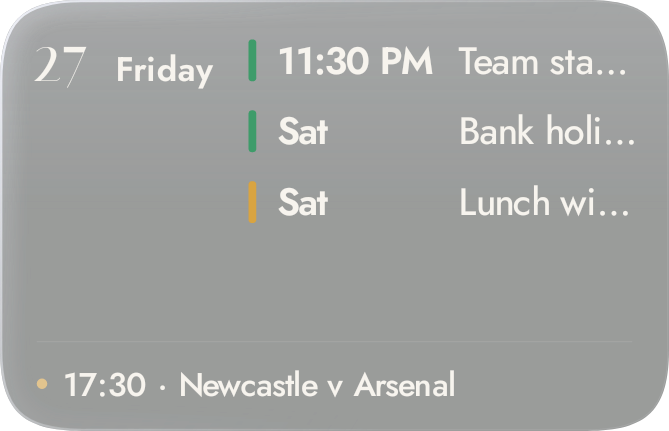 27 Friday 11:30 PM Team sta...
Sat Bank holi...
Sat Lunch wi...
17:30 · Newcastle v Arsenal